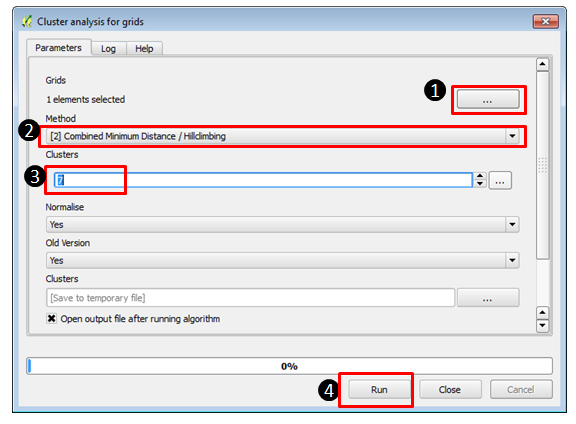 Cluster analysis for grids
Parameters Log Help
Grids
1 elements selected
...
1
Method
2
[2] Combined Minimum Distance / Hillclimbing
Clusters
3
7
...
Normalise
Yes
Old Version
Yes
Clusters
[Save to temporary file]
...
Open output file after running algorithm
0%
4
Run Close Cancel